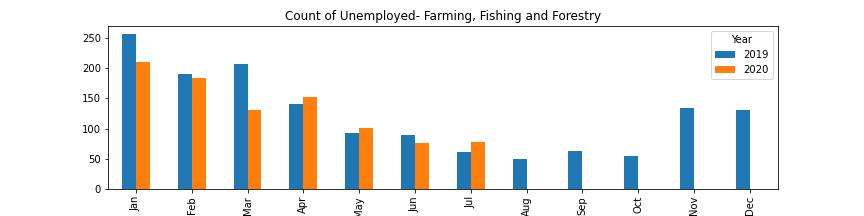 Count of Unemployed- Farming, Fishing and Forestry
Year
2019
2020
250
200
150
100
50
0
Jan
Feb
Mar
Apr
May
Jun
Jul
Aug
Sep
Oct
Nov
Dec